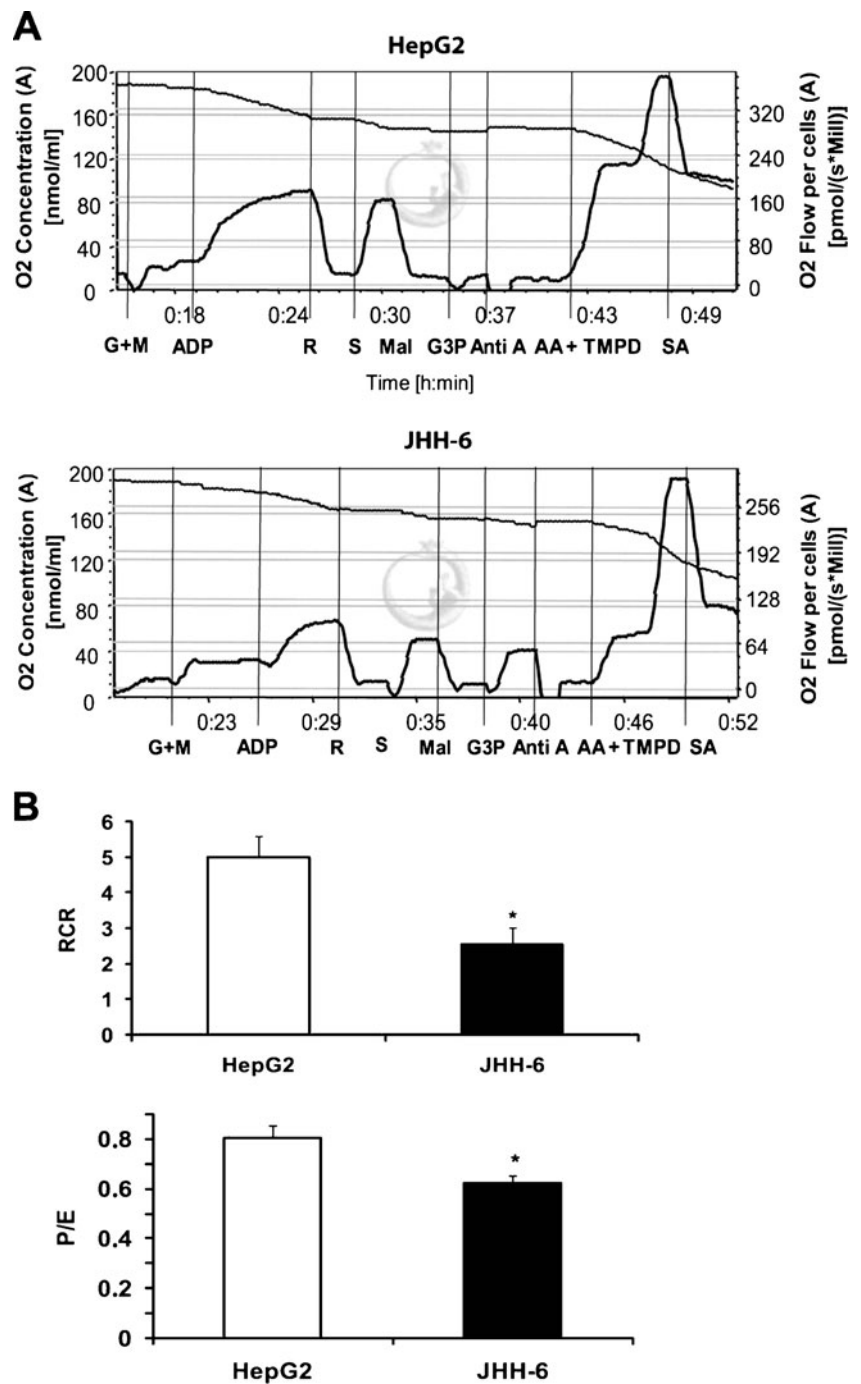 A
HepG2
O2 Concentration (A)
[nmol/ml]
200
160
120
80
40
0
320
240
160
80
0
O2 Flow per cells (A)
[pmol/(s*Mill)]
0:18 0:24 0:30 0:37 0:43 0:49
G+M ADP R S Mal G3P Anti A AA + TMPD SA
Time [h:min]
JHH-6
O2 Concentration (A)
[nmol/ml]
200
160
120
80
40
0
256
192
128
64
0
O2 Flow per cells (A)
[pmol/(s*Mill)]
0:23 0:29 0:35 0:40 0:46 0:52
G+M ADP R S Mal G3P Anti A AA + TMPD SA
B
RCR
6
5
4
3
2
1
0
*
HepG2 JHH-6
P/E
0.8
0.6
0.4
0.2
0
*
HepG2 JHH-6